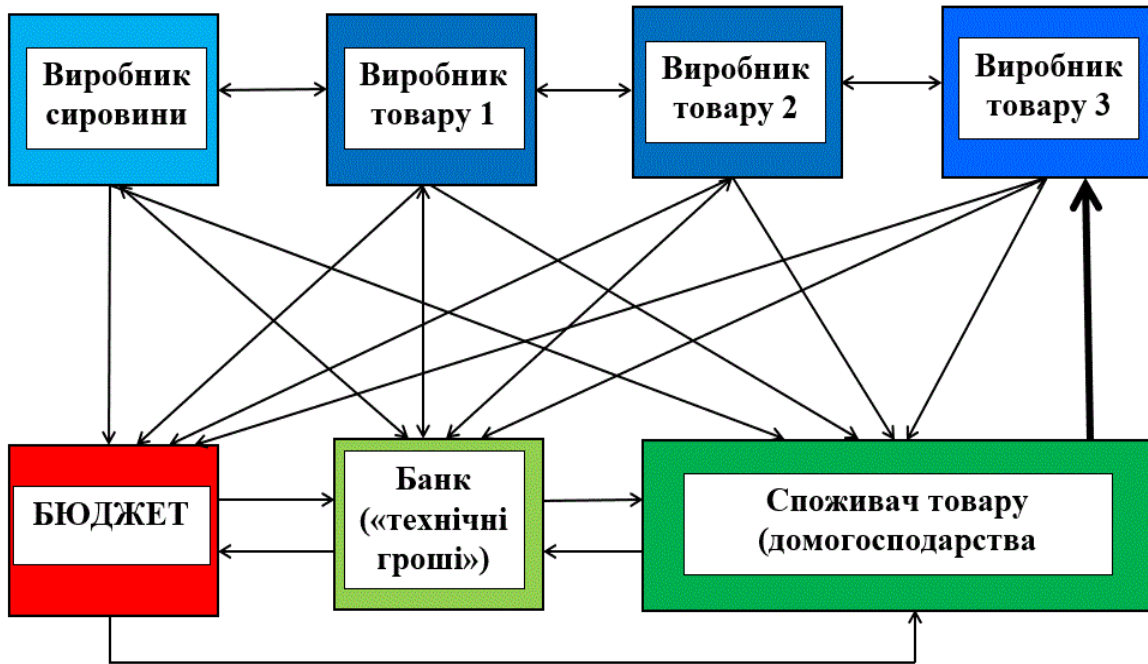 Виробник
сировини
Виробник
товару 1
Виробник
товару 2
Виробник
товару 3
БЮДЖЕТ
Банк
(«технічні
гроші»)
Споживач товару
(домогосподарства